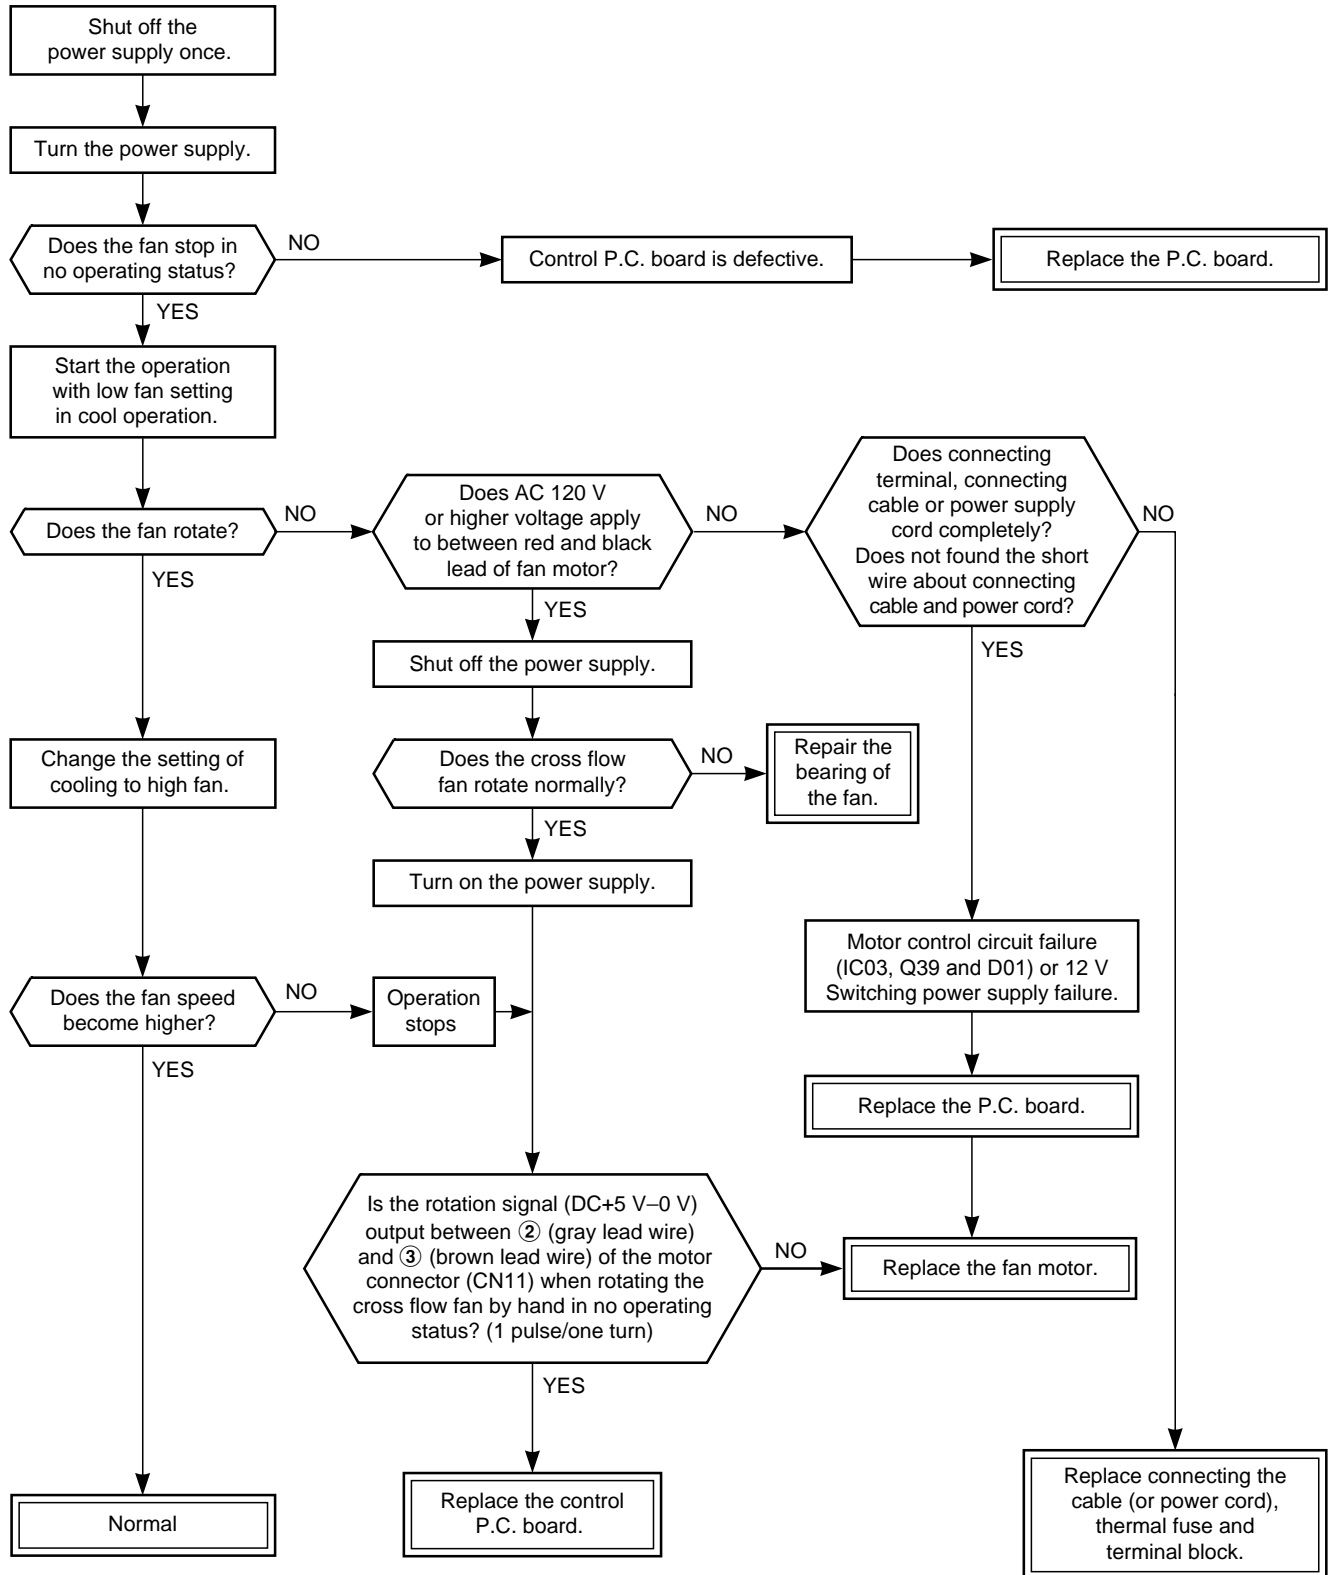 Shut off the
power supply once.
Turn the power supply.
Does the fan stop in
no operating status?
NO
Control P.C. board is defective.
Replace the P.C. board.
YES
Start the operation
with low fan setting
in cool operation.
Does the fan rotate?
NO
Does AC 120 V
or higher voltage apply
to between red and black
lead of fan motor?
NO
Does connecting
terminal, connecting
cable or power supply
cord completely?
Does not found the short
wire about connecting
cable and power cord?
NO
YES
YES
YES
Shut off the power supply.
Change the setting of
cooling to high fan.
Does the cross flow
fan rotate normally?
NO
Repair the
bearing of
the fan.
YES
Turn on the power supply.
Motor control circuit failure
(IC03, Q39 and D01) or 12 V
Switching power supply failure.
Does the fan speed
become higher?
NO
Operation
stops
YES
Replace the P.C. board.
Is the rotation signal (DC+5 V–0 V)
output between ② (gray lead wire)
and ③ (brown lead wire) of the motor
connector (CN11) when rotating the
cross flow fan by hand in no operating
status? (1 pulse/one turn)
NO
Replace the fan motor.
YES
Normal
Replace the control
P.C. board.
Replace connecting the
cable (or power cord),
thermal fuse and
terminal block.